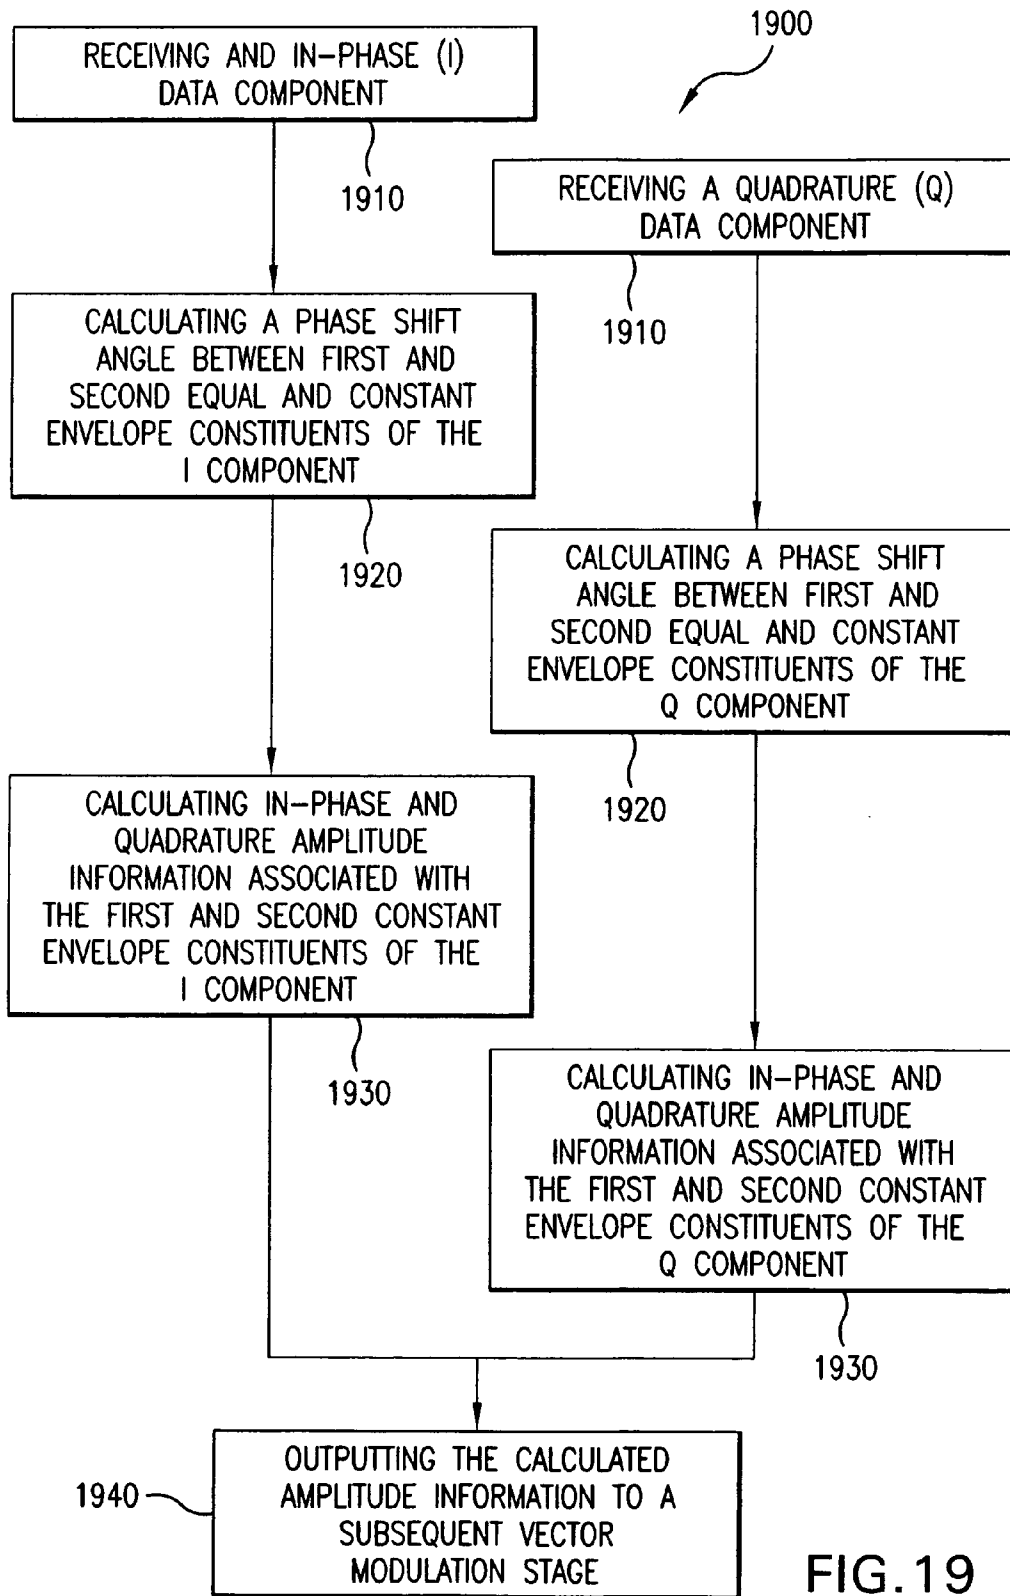 1900
RECEIVING AND IN-PHASE (I)
DATA COMPONENT
1910
RECEIVING A QUADRATURE (Q)
DATA COMPONENT
1910
CALCULATING A PHASE SHIFT
ANGLE BETWEEN FIRST AND
SECOND EQUAL AND CONSTANT
ENVELOPE CONSTITUENTS OF THE
I COMPONENT
1920
CALCULATING A PHASE SHIFT
ANGLE BETWEEN FIRST AND
SECOND EQUAL AND CONSTANT
ENVELOPE CONSTITUENTS OF THE
Q COMPONENT
1920
CALCULATING IN-PHASE AND
QUADRATURE AMPLITUDE
INFORMATION ASSOCIATED WITH
THE FIRST AND SECOND CONSTANT
ENVELOPE CONSTITUENTS OF THE
I COMPONENT
1930
CALCULATING IN-PHASE AND
QUADRATURE AMPLITUDE
INFORMATION ASSOCIATED WITH
THE FIRST AND SECOND CONSTANT
ENVELOPE CONSTITUENTS OF THE
Q COMPONENT
1930
1940
OUTPUTTING THE CALCULATED
AMPLITUDE INFORMATION TO A
SUBSEQUENT VECTOR
MODULATION STAGE
FIG.19